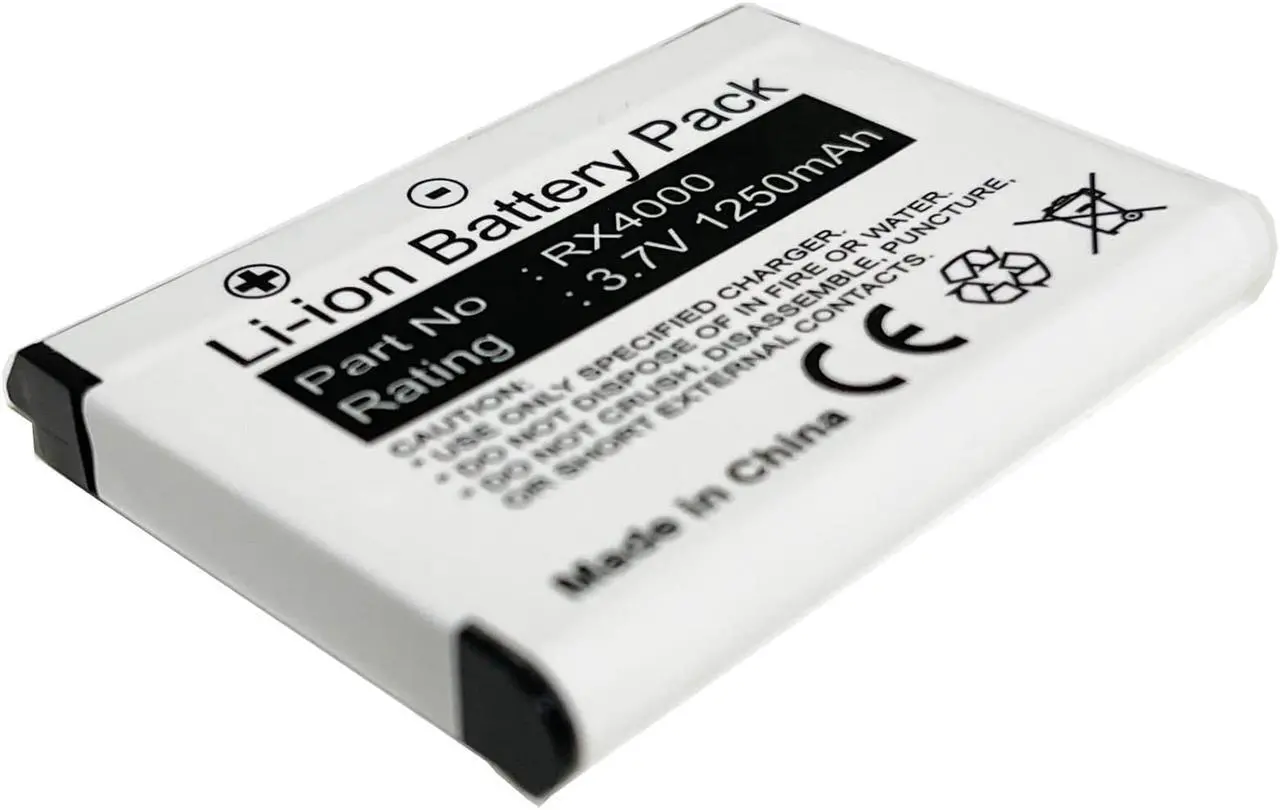 + -
Li-ion Battery Pack
Part No : RX4000
Rating : 3.7V 1250mAh
CAUTION:
• USE ONLY SPECIFIED CHARGER.
• DO NOT DISPOSE OF IN FIRE OR WATER.
• DO NOT CRUSH, DISASSEMBLE, PUNCTURE,
OR SHORT EXTERNAL CONTACTS.
Made in China
CE